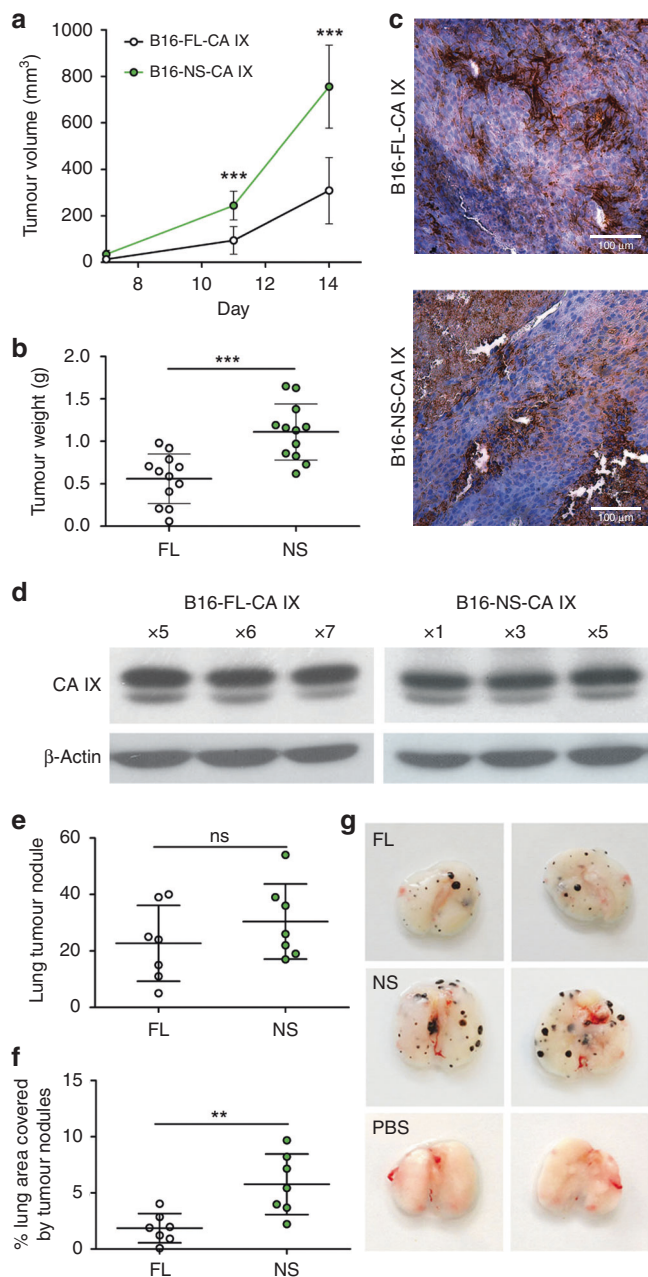 a
1000
800
600
400
200
0
Tumour volume (mm³)
B16-FL-CA IX
B16-NS-CA IX
***
***
8 10 12 14
Day
b
2.0
1.5
1.0
0.5
0.0
Tumour weight (g)
***
FL NS
c
B16-FL-CA IX
100 µm
B16-NS-CA IX
100 µm
d
B16-FL-CA IX B16-NS-CA IX
×5 ×6 ×7 ×1 ×3 ×5
CA IX
β-Actin
e
60
40
20
0
Lung tumour nodule
ns
FL NS
f
15
10
5
0
% lung area covered
by tumour nodules
**
FL NS
g
FL
NS
PBS